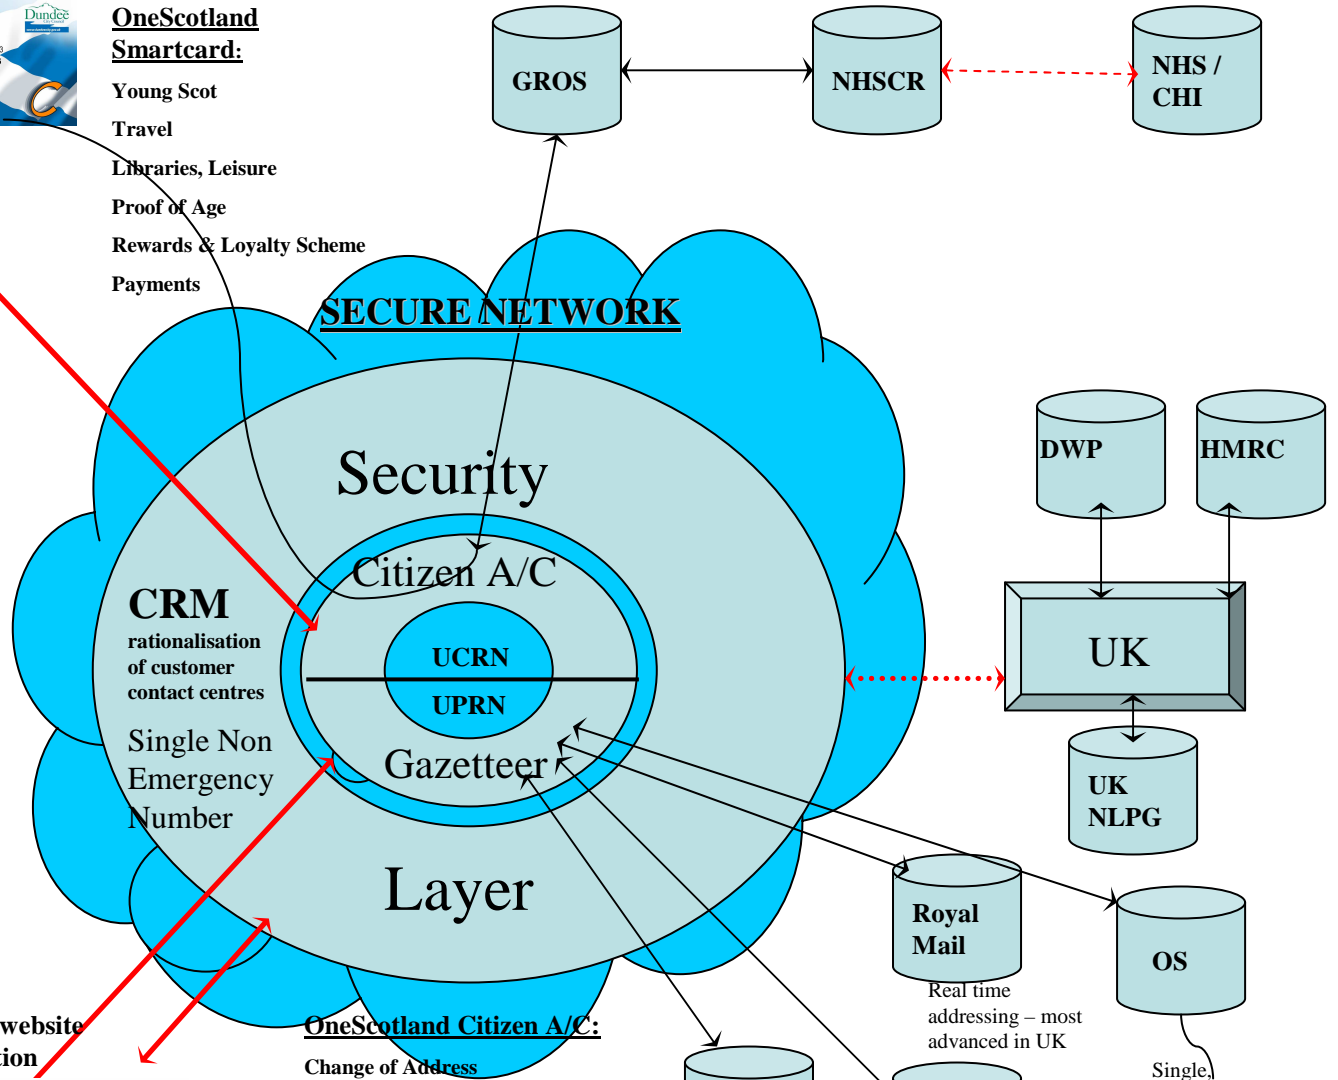 Dundee
City Council
OneScotland
Smartcard:
Young Scot
Travel
Libraries, Leisure
Proof of Age
Rewards & Loyalty Scheme
Payments
GROS
NHSCR
NHS /
CHI
SECURE NETWORK
Security
Citizen A/C
CRM
rationalisation
of customer
contact centres
Single Non
Emergency
Number
UCRN
UPRN
Gazetteer
Layer
DWP
HMRC
UK
UK
NLPG
Royal
Mail
Real time
addressing – most
advanced in UK
OS
Single,
website
tion
OneScotland Citizen A/C:
Change of Address